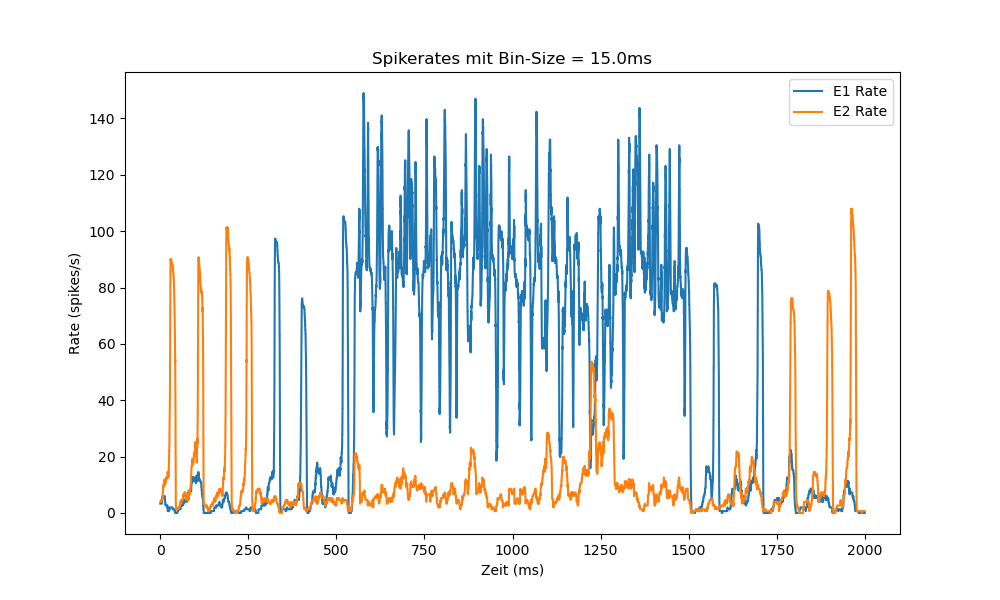 Spikerates mit Bin-Size = 15.0ms
E1 Rate
E2 Rate
Rate (spikes/s)
140
120
100
80
60
40
20
0
0 250 500 750 1000 1250 1500 1750 2000
Zeit (ms)